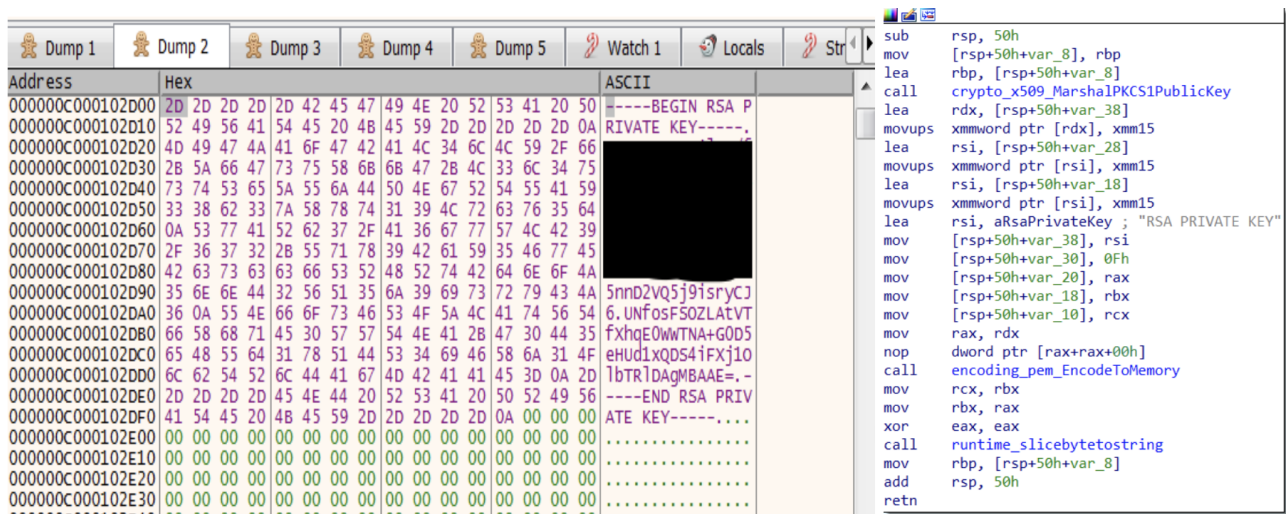 Dump 1 Dump 2 Dump 3 Dump 4 Dump 5 Watch 1 Locals Str
Address Hex ASCII
000000C000102D00 2D 2D 2D 2D 2D 42 45 47 49 4E 20 52 53 41 20 50 -----BEGIN RSA P
000000C000102D10 52 49 56 41 54 45 20 4B 45 59 2D 2D 2D 2D 2D 0A RIVATE KEY-----.
000000C000102D20 4D 49 47 4A 41 6F 47 42 41 4C 34 6C 4C 59 2F 66
000000C000102D30 2B 5A 66 47 73 75 58 6B 6B 47 2B 4C 33 6C 34 75
000000C000102D40 73 74 53 65 5A 55 6A 44 50 4E 67 52 54 55 41 59
000000C000102D50 33 38 62 33 7A 58 78 74 31 39 4C 72 63 76 35 64
000000C000102D60 0A 53 77 41 52 62 37 2F 41 36 67 77 57 4C 42 39
000000C000102D70 2F 36 37 32 2B 55 71 78 39 42 61 59 35 46 77 45
000000C000102D80 42 63 73 63 63 66 53 52 48 52 74 42 64 6E 6F 4A
000000C000102D90 35 6E 6E 44 32 56 51 35 6A 39 69 73 72 79 43 4A 5nnD2VQ5j9isryCJ
000000C000102DA0 36 0A 55 4E 66 6F 73 46 53 4F 5A 4C 41 74 56 54 6.UNfosFSOZLAtVT
000000C000102DB0 66 58 68 71 45 30 57 57 54 4E 41 2B 47 30 44 35 fXhqE0WWTNA+G0D5
000000C000102DC0 65 48 55 64 31 78 51 44 53 34 69 46 58 6A 31 4F eHUd1xQDS4iFXj1O
000000C000102DD0 6C 62 54 52 6C 44 41 67 4D 42 41 41 45 3D 0A 2D lbTRlDAgMBAAE=.-
000000C000102DE0 2D 2D 2D 2D 45 4E 44 20 52 53 41 20 50 52 49 56 ----END RSA PRIV
000000C000102DF0 41 54 45 20 4B 45 59 2D 2D 2D 2D 2D 0A 00 00 00 ATE KEY-----....
000000C000102E00 00 00 00 00 00 00 00 00 00 00 00 00 00 00 00 00 ................
000000C000102E10 00 00 00 00 00 00 00 00 00 00 00 00 00 00 00 00 ................
000000C000102E20 00 00 00 00 00 00 00 00 00 00 00 00 00 00 00 00 ................
000000C000102E30 00 00 00 00 00 00 00 00 00 00 00 00 00 00 00 00 ................
sub rsp, 50h
mov [rsp+50h+var_8], rbp
lea rbp, [rsp+50h+var_8]
call crypto_x509_MarshalPKCS1PublicKey
lea rdx, [rsp+50h+var_38]
movups xmmword ptr [rdx], xmm15
lea rsi, [rsp+50h+var_28]
movups xmmword ptr [rsi], xmm15
lea rsi, [rsp+50h+var_18]
movups xmmword ptr [rsi], xmm15
lea rsi, aRsaPrivateKey ; "RSA PRIVATE KEY"
mov [rsp+50h+var_38], rsi
mov [rsp+50h+var_30], 0Fh
mov [rsp+50h+var_20], rax
mov [rsp+50h+var_18], rbx
mov [rsp+50h+var_10], rcx
mov rax, rdx
nop dword ptr [rax+rax+00h]
call encoding_pem_EncodeToMemory
mov rcx, rbx
mov rbx, rax
xor eax, eax
call runtime_slicebytetostring
mov rbp, [rsp+50h+var_8]
add rsp, 50h
retn